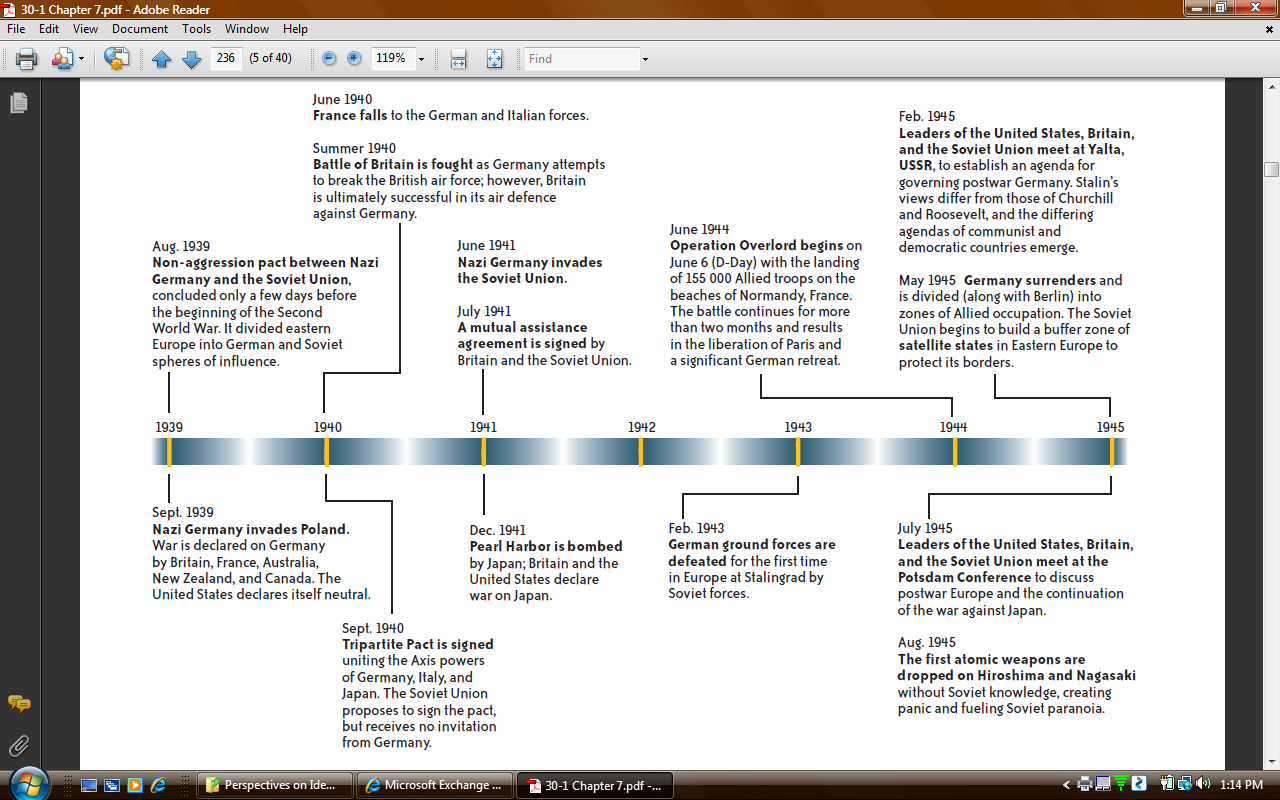 30-1 Chapter 7.pdf - Adobe Reader
File Edit View Document Tools Window Help
236 (5 of 40) 119% Find
June 1940
France falls to the German and Italian forces.
Summer 1940
Battle of Britain is fought as Germany attempts
to break the British air force; however, Britain
is ultimately successful in its air defence
against Germany.
Aug. 1939
Non-aggression pact between Nazi
Germany and the Soviet Union,
concluded only a few days before
the beginning of the Second
World War. It divided eastern
Europe into German and Soviet
spheres of influence.
June 1941
Nazi Germany invades
the Soviet Union.
July 1941
A mutual assistance
agreement is signed by
Britain and the Soviet Union.
June 1944
Operation Overlord begins on
June 6 (D-Day) with the landing
of 155 000 Allied troops on the
beaches of Normandy, France.
The battle continues for more
than two months and results
in the liberation of Paris and
a significant German retreat.
Feb. 1945
Leaders of the United States, Britain,
and the Soviet Union meet at Yalta,
USSR, to establish an agenda for
governing postwar Germany. Stalin's
views differ from those of Churchill
and Roosevelt, and the differing
agendas of communist and
democratic countries emerge.
May 1945 Germany surrenders and
is divided (along with Berlin) into
zones of Allied occupation. The Soviet
Union begins to build a buffer zone of
satellite states in Eastern Europe to
protect its borders.
1939 1940 1941 1942 1943 1944 1945
Sept. 1939
Nazi Germany invades Poland.
War is declared on Germany
by Britain, France, Australia,
New Zealand, and Canada. The
United States declares itself neutral.
Sept. 1940
Tripartite Pact is signed
uniting the Axis powers
of Germany, Italy, and
Japan. The Soviet Union
proposes to sign the pact,
but receives no invitation
from Germany.
Dec. 1941
Pearl Harbor is bombed
by Japan; Britain and the
United States declare
war on Japan.
Feb. 1943
German ground forces are
defeated for the first time
in Europe at Stalingrad by
Soviet forces.
July 1945
Leaders of the United States, Britain,
and the Soviet Union meet at the
Potsdam Conference to discuss
postwar Europe and the continuation
of the war against Japan.
Aug. 1945
The first atomic weapons are
dropped on Hiroshima and Nagasaki
without Soviet knowledge, creating
panic and fueling Soviet paranoia.
Perspectives on Ide... Microsoft Exchange ... 30-1 Chapter 7.pdf -... 1:14 PM